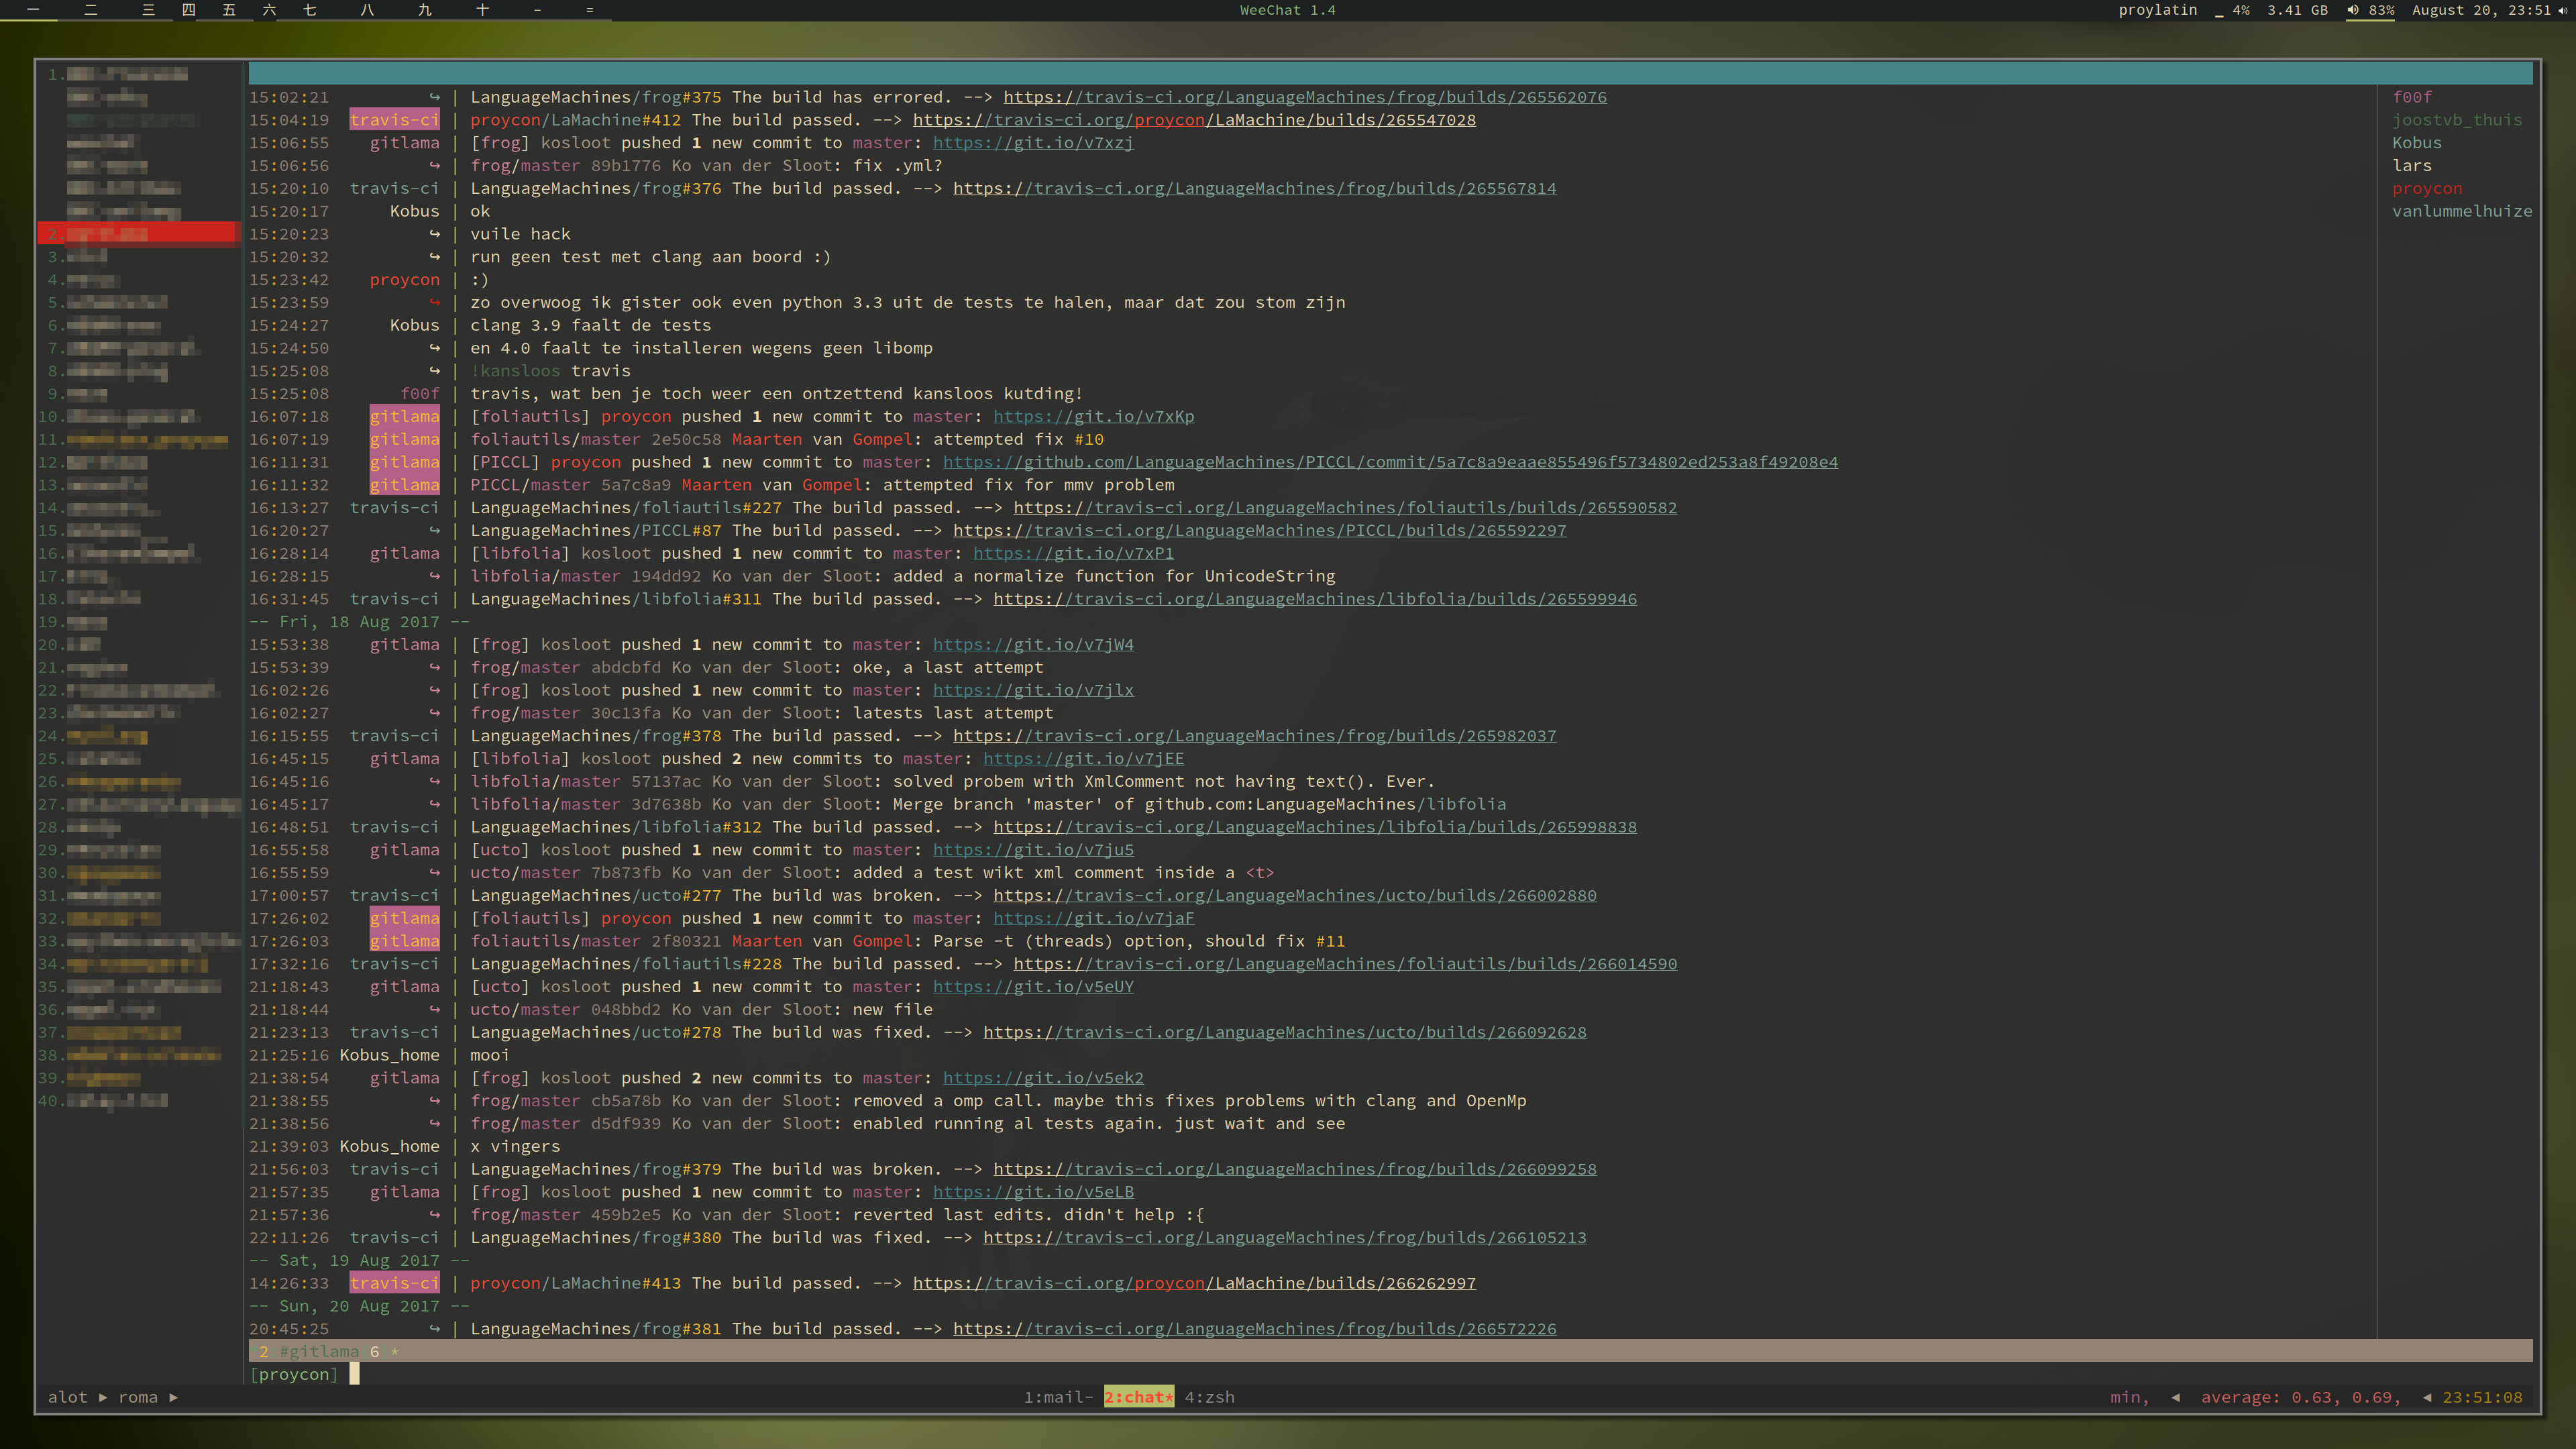 一 二 三 四 五 六 七 八 九 十 - =
WeeChat 1.4
proylatin _ 4% 3.41 GB 83% August 20, 23:51
1.
2.
3.
4.
5.
6.
7.
8.
9.
10.
11.
12.
13.
14.
15.
16.
17.
18.
19.
20.
21.
22.
23.
24.
25.
26.
27.
28.
29.
30.
31.
32.
33.
34.
35.
36.
37.
38.
39.
40.
15:02:21 ↪ | LanguageMachines/frog#375 The build has errored. --> https://travis-ci.org/LanguageMachines/frog/builds/265562076
15:04:19 travis-ci | proycon/LaMachine#412 The build passed. --> https://travis-ci.org/proycon/LaMachine/builds/265547028
15:06:55 gitlama | [frog] kosloot pushed 1 new commit to master: https://git.io/v7xzj
15:06:56 ↪ | frog/master 89b1776 Ko van der Sloot: fix .yml?
15:20:10 travis-ci | LanguageMachines/frog#376 The build passed. --> https://travis-ci.org/LanguageMachines/frog/builds/265567814
15:20:17 Kobus | ok
15:20:23 ↪ | vuile hack
15:20:32 ↪ | run geen test met clang aan boord :)
15:23:42 proycon | :)
15:23:59 ↪ | zo overwoog ik gister ook even python 3.3 uit de tests te halen, maar dat zou stom zijn
15:24:27 Kobus | clang 3.9 faalt de tests
15:24:50 ↪ | en 4.0 faalt te installeren wegens geen libomp
15:25:08 ↪ | !kansloos travis
15:25:08 f00f | travis, wat ben je toch weer een ontzettend kansloos kutding!
16:07:18 gitlama | [foliautils] proycon pushed 1 new commit to master: https://git.io/v7xKp
16:07:19 gitlama | foliautils/master 2e50c58 Maarten van Gompel: attempted fix #10
16:11:31 gitlama | [PICCL] proycon pushed 1 new commit to master: https://github.com/LanguageMachines/PICCL/commit/5a7c8a9eaae855496f5734802ed253a8f49208e4
16:11:32 gitlama | PICCL/master 5a7c8a9 Maarten van Gompel: attempted fix for mmv problem
16:13:27 travis-ci | LanguageMachines/foliautils#227 The build passed. --> https://travis-ci.org/LanguageMachines/foliautils/builds/265590582
16:20:27 ↪ | LanguageMachines/PICCL#87 The build passed. --> https://travis-ci.org/LanguageMachines/PICCL/builds/265592297
16:28:14 gitlama | [libfolia] kosloot pushed 1 new commit to master: https://git.io/v7xP1
16:28:15 ↪ | libfolia/master 194dd92 Ko van der Sloot: added a normalize function for UnicodeString
16:31:45 travis-ci | LanguageMachines/libfolia#311 The build passed. --> https://travis-ci.org/LanguageMachines/libfolia/builds/265599946
-- Fri, 18 Aug 2017 --
15:53:38 gitlama | [frog] kosloot pushed 1 new commit to master: https://git.io/v7jW4
15:53:39 ↪ | frog/master abdcbfd Ko van der Sloot: oke, a last attempt
16:02:26 ↪ | [frog] kosloot pushed 1 new commit to master: https://git.io/v7jlx
16:02:27 ↪ | frog/master 30c13fa Ko van der Sloot: latests last attempt
16:15:55 travis-ci | LanguageMachines/frog#378 The build passed. --> https://travis-ci.org/LanguageMachines/frog/builds/265982037
16:45:15 gitlama | [libfolia] kosloot pushed 2 new commits to master: https://git.io/v7jEE
16:45:16 ↪ | libfolia/master 57137ac Ko van der Sloot: solved probem with XmlComment not having text(). Ever.
16:45:17 ↪ | libfolia/master 3d7638b Ko van der Sloot: Merge branch 'master' of github.com:LanguageMachines/libfolia
16:48:51 travis-ci | LanguageMachines/libfolia#312 The build passed. --> https://travis-ci.org/LanguageMachines/libfolia/builds/265998838
16:55:58 gitlama | [ucto] kosloot pushed 1 new commit to master: https://git.io/v7ju5
16:55:59 ↪ | ucto/master 7b873fb Ko van der Sloot: added a test wikt xml comment inside a <t>
17:00:57 travis-ci | LanguageMachines/ucto#277 The build was broken. --> https://travis-ci.org/LanguageMachines/ucto/builds/266002880
17:26:02 gitlama | [foliautils] proycon pushed 1 new commit to master: https://git.io/v7jaF
17:26:03 gitlama | foliautils/master 2f80321 Maarten van Gompel: Parse -t (threads) option, should fix #11
17:32:16 travis-ci | LanguageMachines/foliautils#228 The build passed. --> https://travis-ci.org/LanguageMachines/foliautils/builds/266014590
21:18:43 gitlama | [ucto] kosloot pushed 1 new commit to master: https://git.io/v5eUY
21:18:44 ↪ | ucto/master 048bbd2 Ko van der Sloot: new file
21:23:13 travis-ci | LanguageMachines/ucto#278 The build was fixed. --> https://travis-ci.org/LanguageMachines/ucto/builds/266092628
21:25:16 Kobus_home | mooi
21:38:54 gitlama | [frog] kosloot pushed 2 new commits to master: https://git.io/v5ek2
21:38:55 ↪ | frog/master cb5a78b Ko van der Sloot: removed a omp call. maybe this fixes problems with clang and OpenMp
21:38:56 ↪ | frog/master d5df939 Ko van der Sloot: enabled running al tests again. just wait and see
21:39:03 Kobus_home | x vingers
21:56:03 travis-ci | LanguageMachines/frog#379 The build was broken. --> https://travis-ci.org/LanguageMachines/frog/builds/266099258
21:57:35 gitlama | [frog] kosloot pushed 1 new commit to master: https://git.io/v5eLB
21:57:36 ↪ | frog/master 459b2e5 Ko van der Sloot: reverted last edits. didn't help :{
22:11:26 travis-ci | LanguageMachines/frog#380 The build was fixed. --> https://travis-ci.org/LanguageMachines/frog/builds/266105213
-- Sat, 19 Aug 2017 --
14:26:33 travis-ci | proycon/LaMachine#413 The build passed. --> https://travis-ci.org/proycon/LaMachine/builds/266262997
-- Sun, 20 Aug 2017 --
20:45:25 ↪ | LanguageMachines/frog#381 The build passed. --> https://travis-ci.org/LanguageMachines/frog/builds/266572226
f00f
joostvb_thuis
Kobus
lars
proycon
vanlummelhuize
2 #gitlama 6 *
[proycon]
alot ► roma ► 1:mail- 2:chat* 4:zsh min, ◄ average: 0.63, 0.69, ◄ 23:51:08